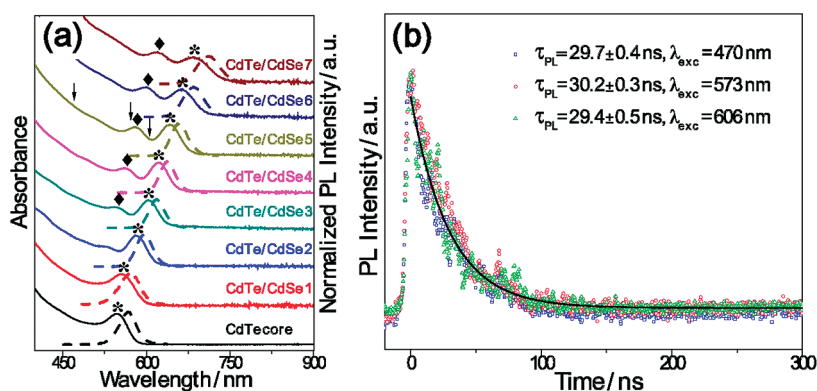 (a)
Absorbance
Normalized PL Intensity/a.u.
CdTe/CdSe7
CdTe/CdSe6
CdTe/CdSe5
CdTe/CdSe4
CdTe/CdSe3
CdTe/CdSe2
CdTe/CdSe1
CdTecore
450 600 750 900
Wavelength/nm
(b)
τPL=29.7±0.4ns, λexc=470nm
τPL=30.2±0.3ns, λexc=573nm
τPL=29.4±0.5ns, λexc=606nm
PL Intensity/a.u.
0 100 200 300
Time/ns